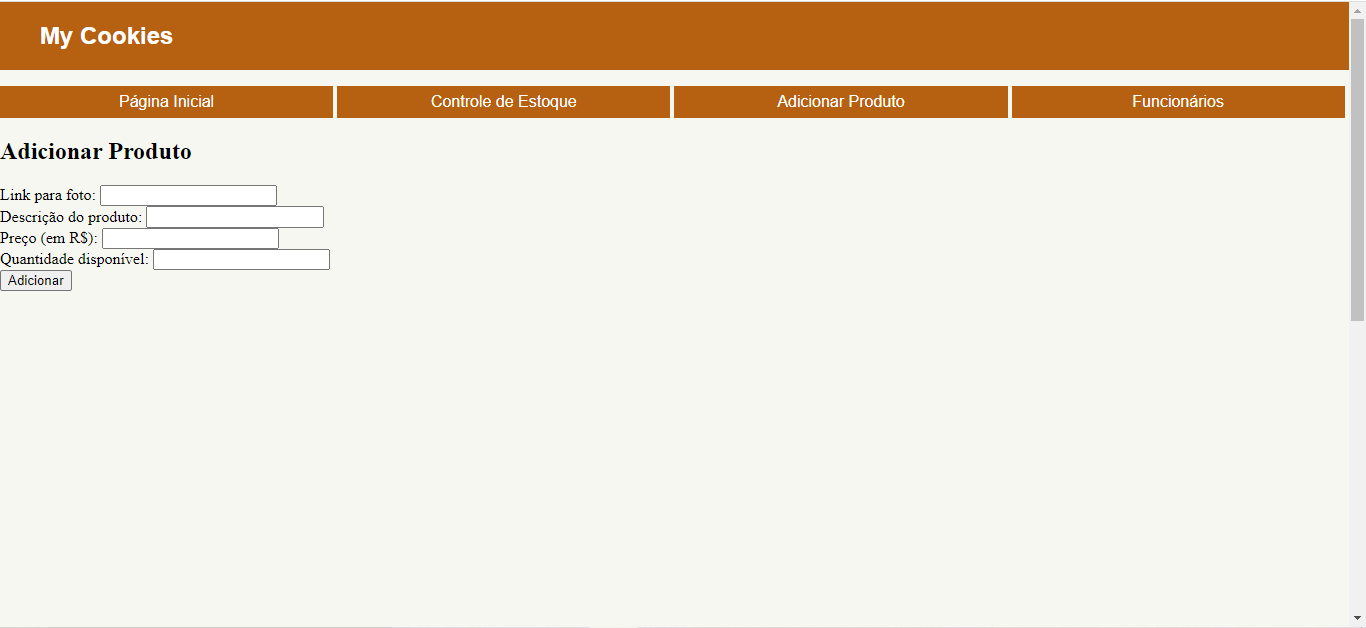 My Cookies
Página Inicial Controle de Estoque Adicionar Produto Funcionários
Adicionar Produto
Link para foto:
Descrição do produto:
Preço (em R$):
Quantidade disponível:
Adicionar